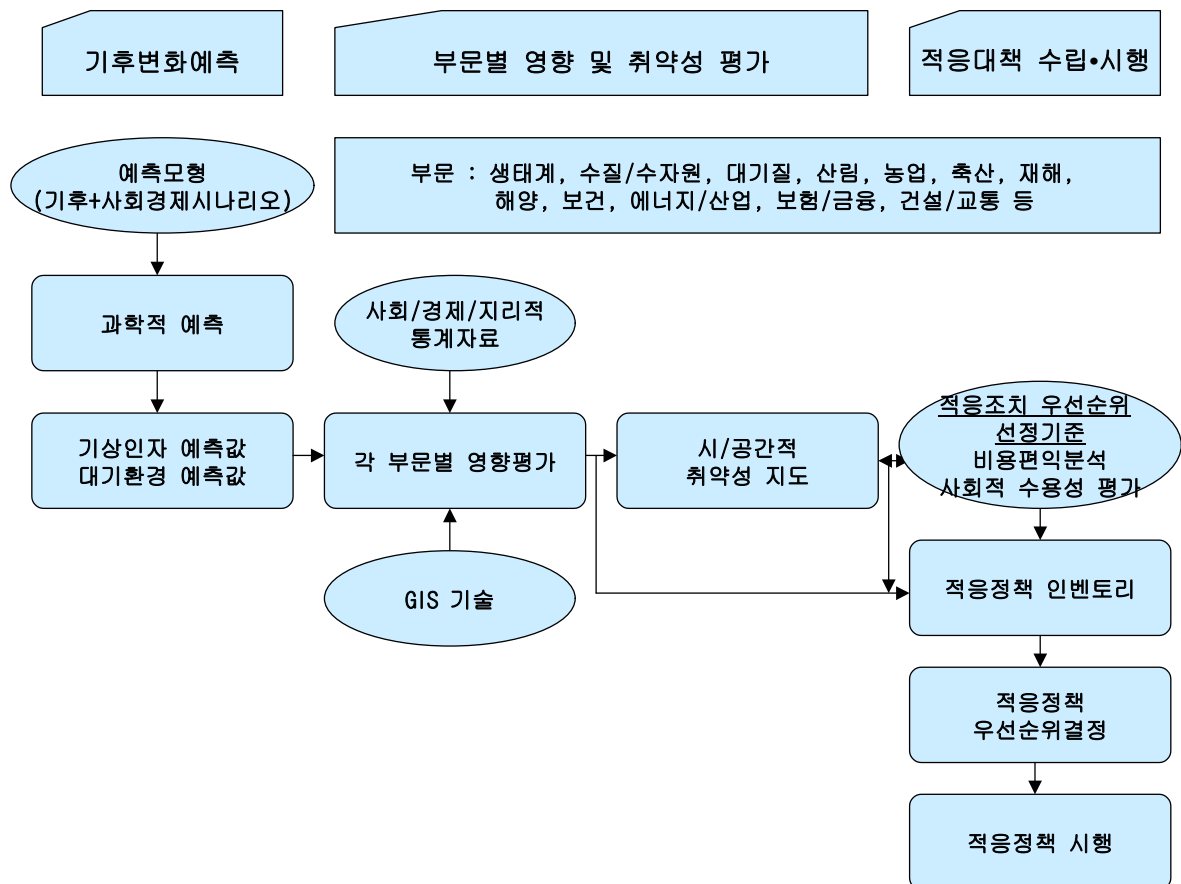 기후변화예측
부문별 영향 및 취약성 평가
적응대책 수립•시행
예측모형
(기후+사회경제시나리오)
부문 : 생태계, 수질/수자원, 대기질, 산림, 농업, 축산, 재해,
해양, 보건, 에너지/산업, 보험/금융, 건설/교통 등
과학적 예측
사회/경제/지리적
통계자료
기상인자 예측값
대기환경 예측값
각 부문별 영향평가
시/공간적
취약성 지도
적응조치 우선순위
선정기준
비용편익분석
사회적 수용성 평가
GIS 기술
적응정책 인벤토리
적응정책
우선순위결정
적응정책 시행